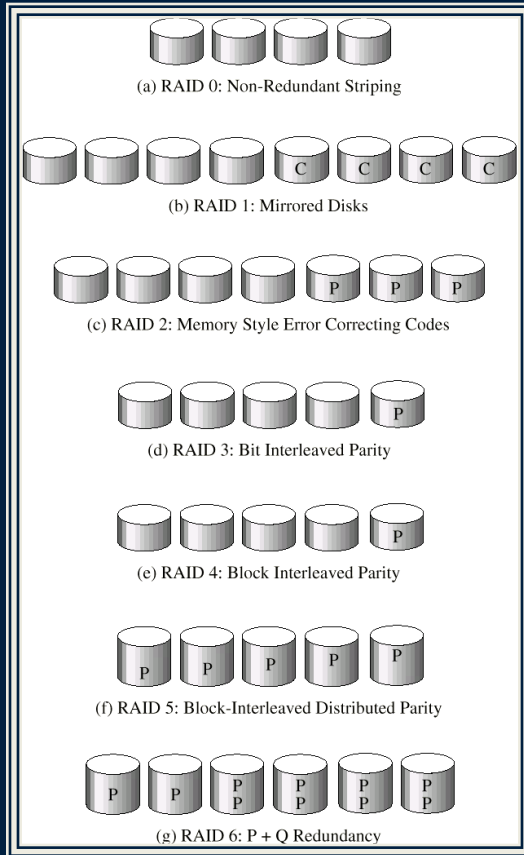 (a) RAID 0: Non-Redundant Striping
C C C C
(b) RAID 1: Mirrored Disks
P P P
(c) RAID 2: Memory Style Error Correcting Codes
P
(d) RAID 3: Bit Interleaved Parity
P
(e) RAID 4: Block Interleaved Parity
P P P P P
(f) RAID 5: Block-Interleaved Distributed Parity
P P P P P P
P P P P
(g) RAID 6: P + Q Redundancy